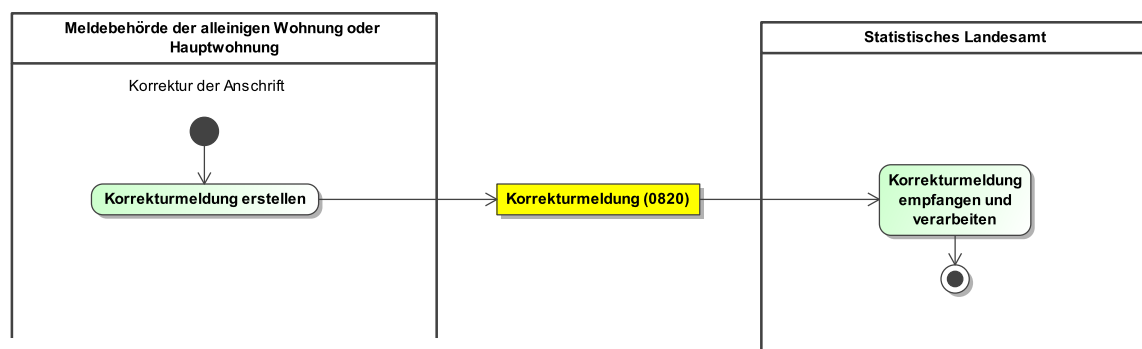 Meldebehörde der alleinigen Wohnung oder
Hauptwohnung
Korrektur der Anschrift
Korrekturmeldung erstellen
Korrekturmeldung (0820)
Statistisches Landesamt
Korrekturmeldung
empfangen und
verarbeiten